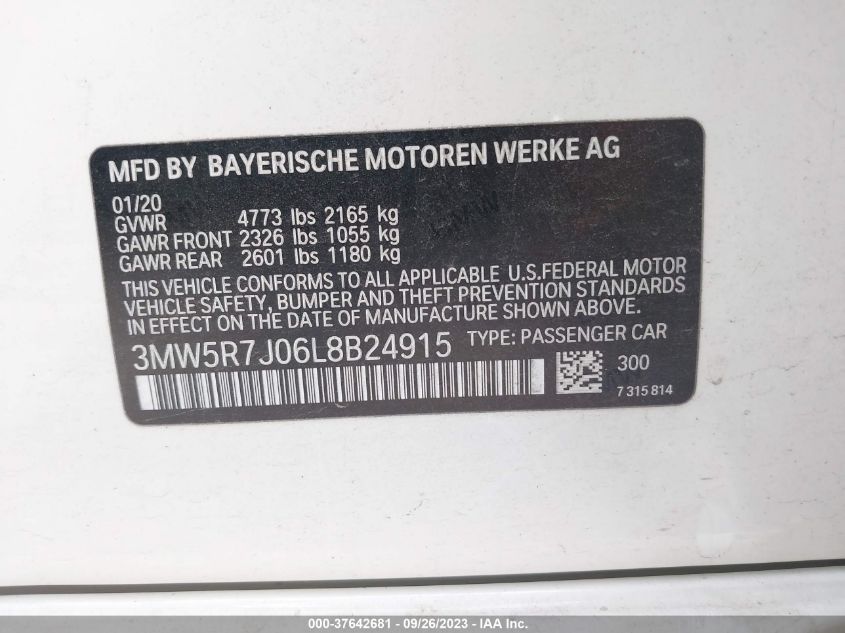 MFD BY BAYERISCHE MOTOREN WERKE AG
01/20
GVWR 4773 lbs 2165 kg
GAWR FRONT 2326 lbs 1055 kg
GAWR REAR 2601 lbs 1180 kg
THIS VEHICLE CONFORMS TO ALL APPLICABLE U.S.FEDERAL MOTOR
VEHICLE SAFETY, BUMPER AND THEFT PREVENTION STANDARDS
IN EFFECT ON THE DATE OF MANUFACTURE SHOWN ABOVE.
3MW5R7J06L8B24915 TYPE: PASSENGER CAR
300
7 315 814
000-37642681 - 09/26/2023 - IAA Inc.